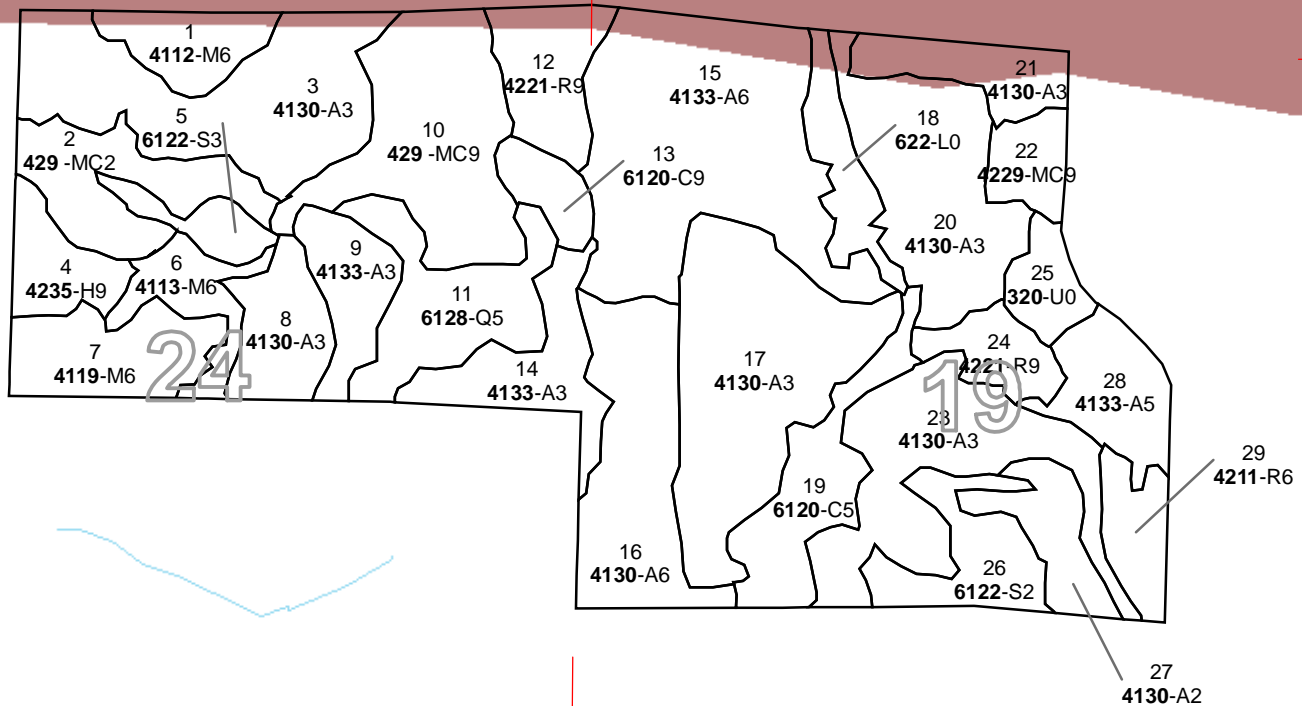 1
4112-M6
2
429 -MC2
3
4130-A3
4
4235-H9
5
6122-S3
6
4113-M6
7
4119-M6
8
4130-A3
9
4133-A3
10
429 -MC9
11
6128-Q5
12
4221-R9
13
6120-C9
14
4133-A3
15
4133-A6
16
4130-A6
17
4130-A3
18
622-L0
19
6120-C5
20
4130-A3
21
4130-A3
22
4229-MC9
23
4130-A3
24
4221-R9
25
320-U0
26
6122-S2
27
4130-A2
28
4133-A5
29
4211-R6
24
19